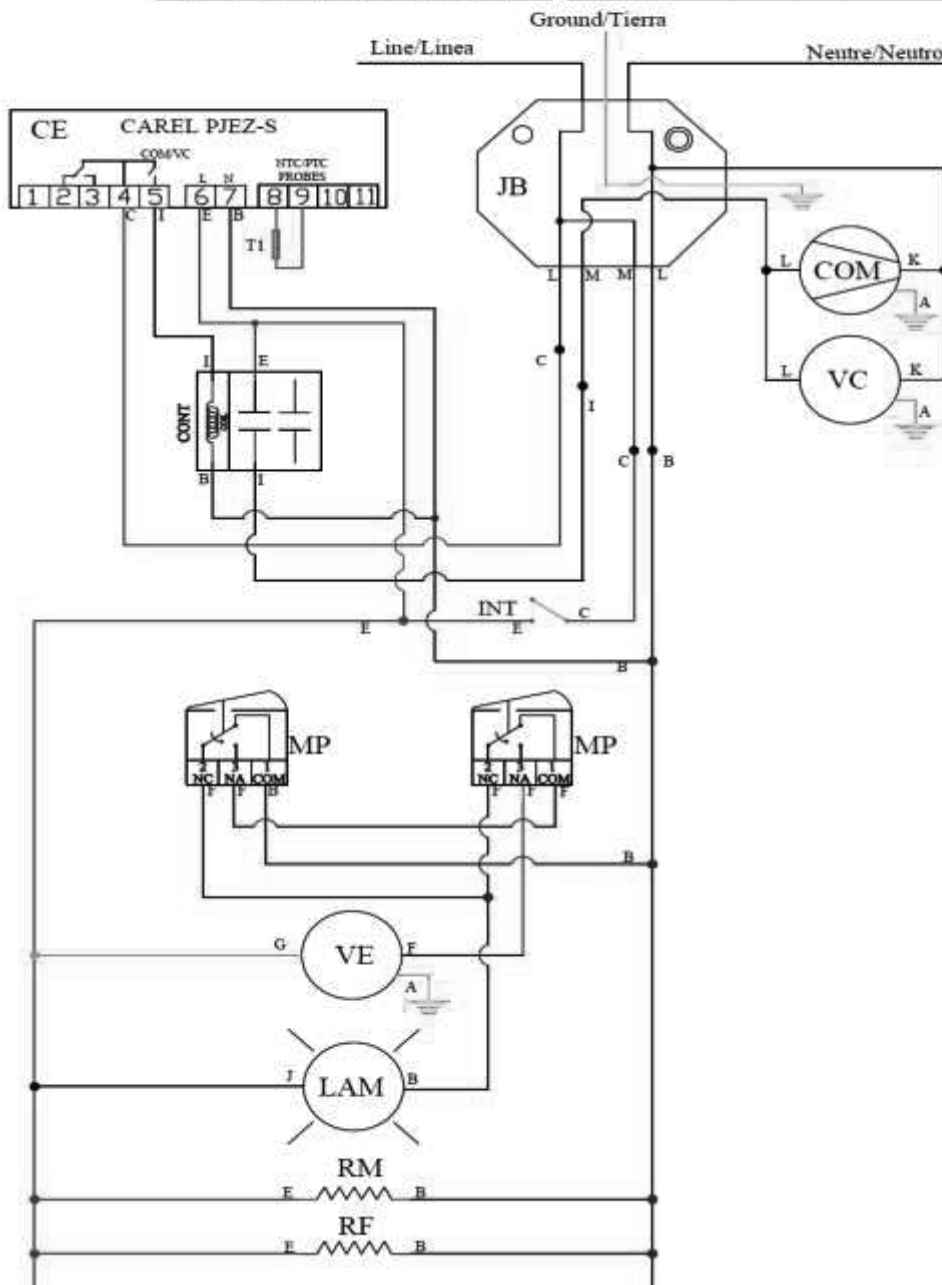 Ground/Tierra
Line/Linea
Neutre/Neutro
CE CAREL PJEZ-S
COM/VC
L N
NTC/PTC
PROBES
1 2 3 4 5 6 7 8 9 10 11
C I E B
T1
JB
L M M L
L COM K
A
L VC K
A
C
I
C B
I E
CONT
B I
INT
E E C
B
MP MP
2 3 1
NC NA COM
F F B
2 3 1
NC NA COM
F F F
B
G VE F
A
J LAM B
RM
E B
RF
E B